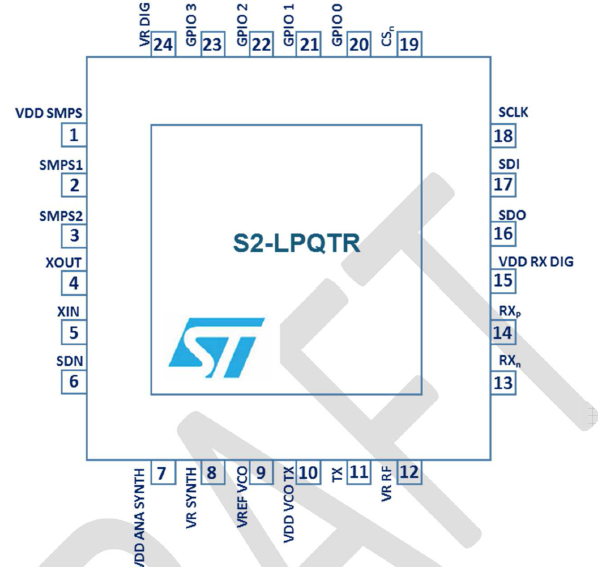 VR DIG
24
GPIO 3
23
GPIO 2
22
GPIO 1
21
GPIO 0
20
CSn
19
VDD SMPS
1
SMPS1
2
SMPS2
3
XOUT
4
XIN
5
SDN
6
S2-LPQTR
ST
SCLK
18
SDI
17
SDO
16
VDD RX DIG
15
RXP
14
RXn
13
VDD ANA SYNTH
7
VR SYNTH
8
VREF VCO
9
VDD VCO TX
10
TX
11
VR RF
12
DRAFT